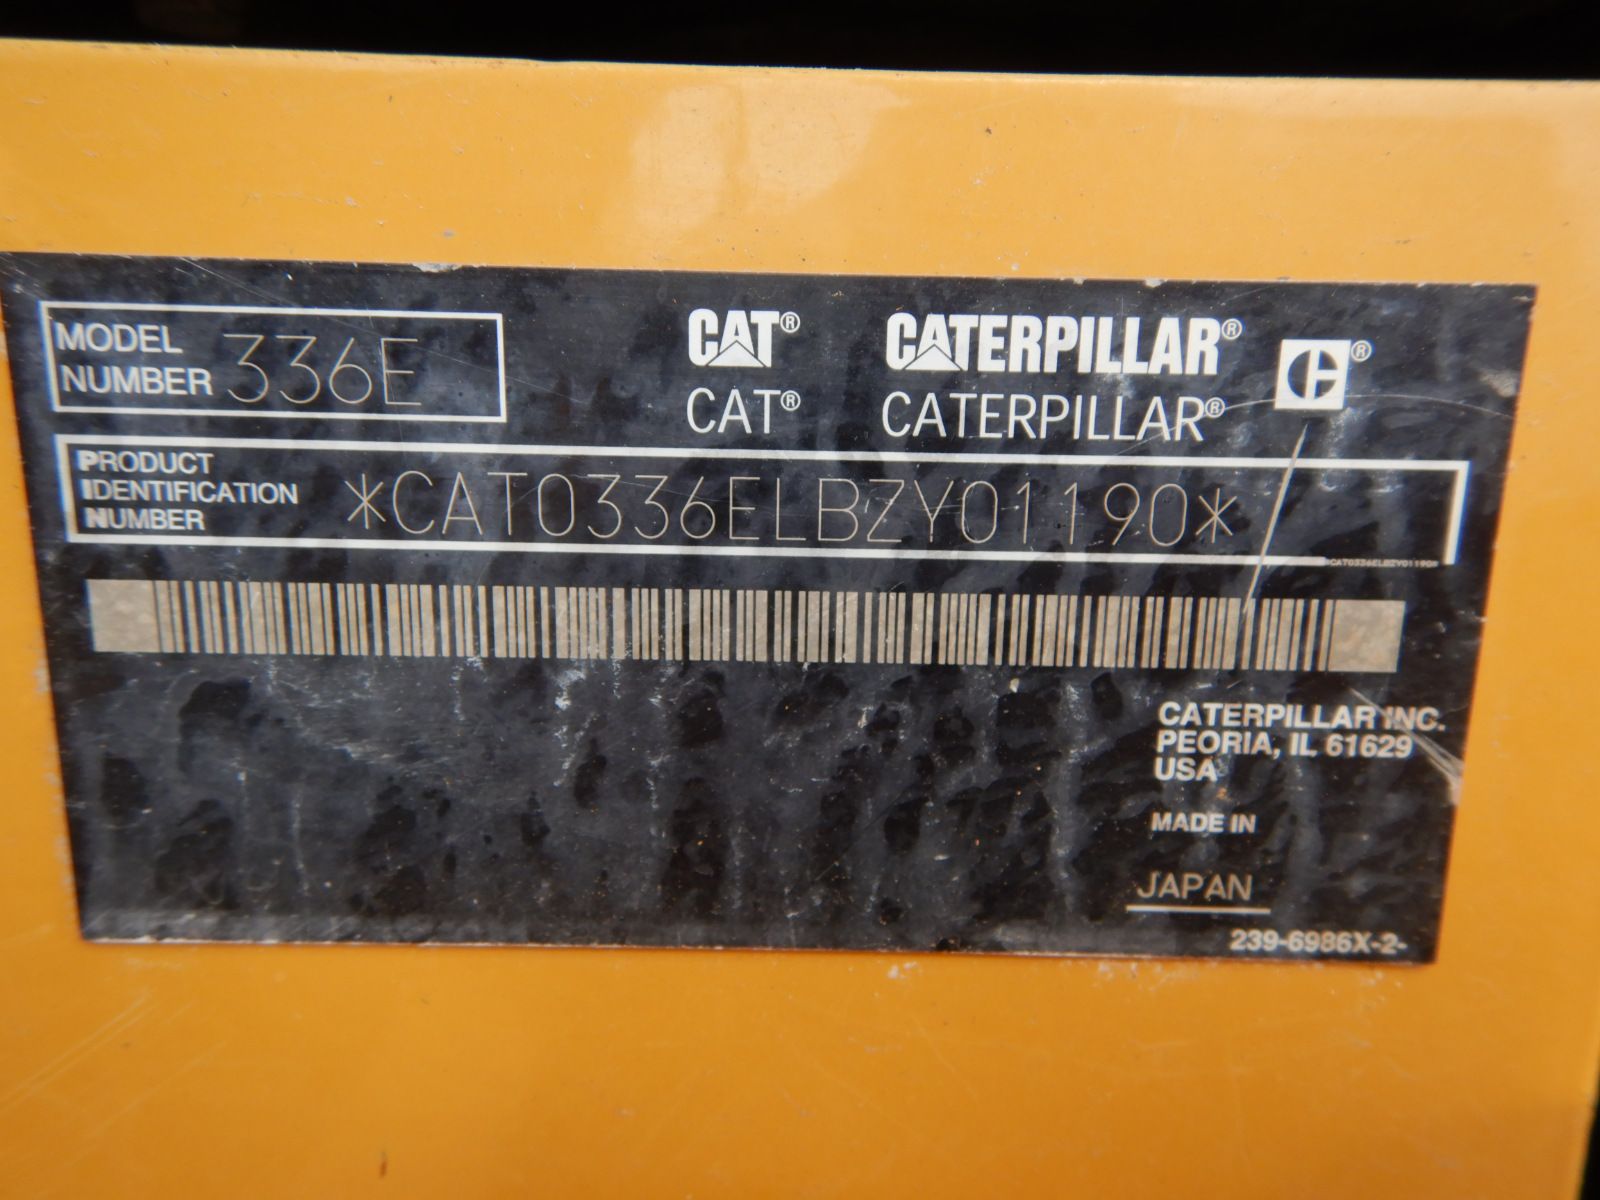 MODEL
NUMBER 336E
CAT® CATERPILLAR® ®
CAT® CATERPILLAR®
PRODUCT
IDENTIFICATION
NUMBER
*CAT0336ELBZY01190*
*CAT0336ELBZY01190*
CATERPILLAR INC.
PEORIA, IL 61629
USA
MADE IN
JAPAN
239-6986X-2-